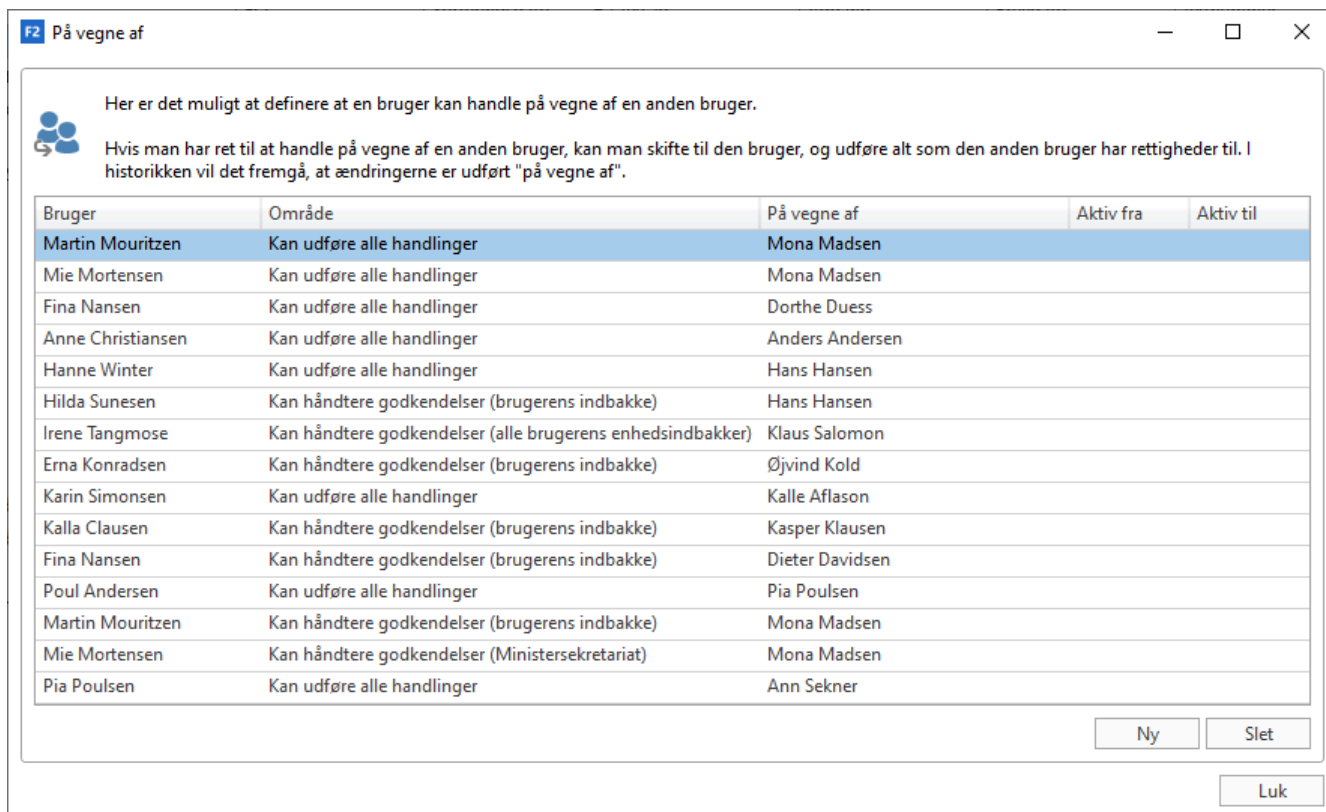 F2 På vegne af
Her er det muligt at definere at en bruger kan handle på vegne af en anden bruger.
Hvis man har ret til at handle på vegne af en anden bruger, kan man skifte til den bruger, og udføre alt som den anden bruger har rettigheder til. I
historikken vil det fremgå, at ændringerne er udført "på vegne af".
Bruger Område På vegne af Aktiv fra Aktiv til
Martin Mouritzen Kan udføre alle handlinger Mona Madsen
Mie Mortensen Kan udføre alle handlinger Mona Madsen
Fina Nansen Kan udføre alle handlinger Dorthe Duess
Anne Christiansen Kan udføre alle handlinger Anders Andersen
Hanne Winter Kan udføre alle handlinger Hans Hansen
Hilda Sunesen Kan håndtere godkendelser (brugerens indbakke) Hans Hansen
Irene Tangmose Kan håndtere godkendelser (alle brugerens enhedsindbakker) Klaus Salomon
Erna Konradsen Kan håndtere godkendelser (brugerens indbakke) Øjvind Kold
Karin Simonsen Kan udføre alle handlinger Kalle Aflason
Kalla Clausen Kan håndtere godkendelser (brugerens indbakke) Kasper Klausen
Fina Nansen Kan håndtere godkendelser (brugerens indbakke) Dieter Davidsen
Poul Andersen Kan udføre alle handlinger Pia Poulsen
Martin Mouritzen Kan håndtere godkendelser (brugerens indbakke) Mona Madsen
Mie Mortensen Kan håndtere godkendelser (Ministersekretariat) Mona Madsen
Pia Poulsen Kan udføre alle handlinger Ann Sekner
Ny Slet
Luk